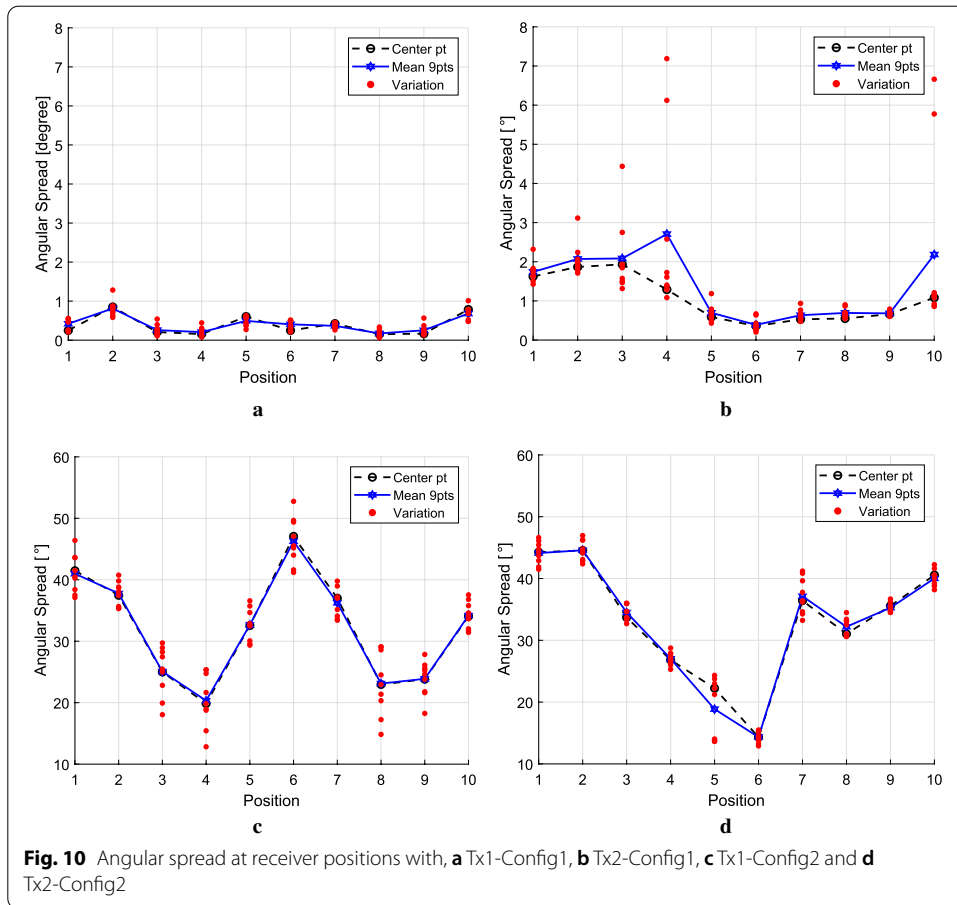 8
7
6
5
4
3
2
1
0
Angular Spread [degree]
Center pt
Mean 9pts
Variation
1 2 3 4 5 6 7 8 9 10
Position
a
8
7
6
5
4
3
2
1
0
Angular Spread [°]
Center pt
Mean 9pts
Variation
1 2 3 4 5 6 7 8 9 10
Position
b
60
50
40
30
20
10
Angular Spread [°]
Center pt
Mean 9pts
Variation
1 2 3 4 5 6 7 8 9 10
Position
c
60
50
40
30
20
10
Angular Spread [°]
Center pt
Mean 9pts
Variation
1 2 3 4 5 6 7 8 9 10
Position
d
Fig. 10 Angular spread at receiver positions with, a Tx1-Config1, b Tx2-Config1, c Tx1-Config2 and d
Tx2-Config2